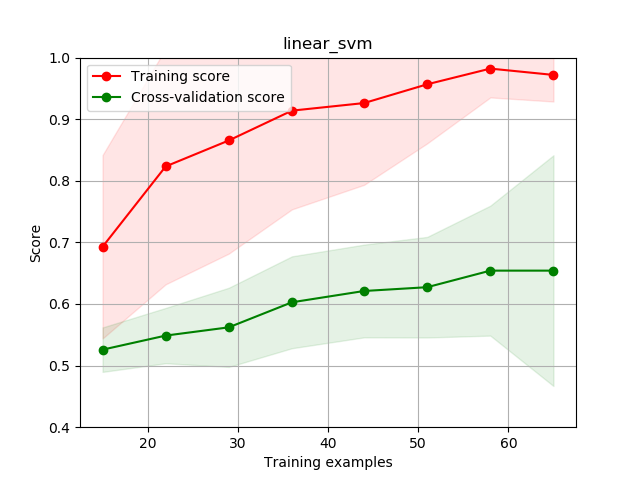 linear_svm
Training score
Cross-validation score
1.0
0.9
0.8
0.7
0.6
0.5
0.4
Score
20 30 40 50 60
Training examples